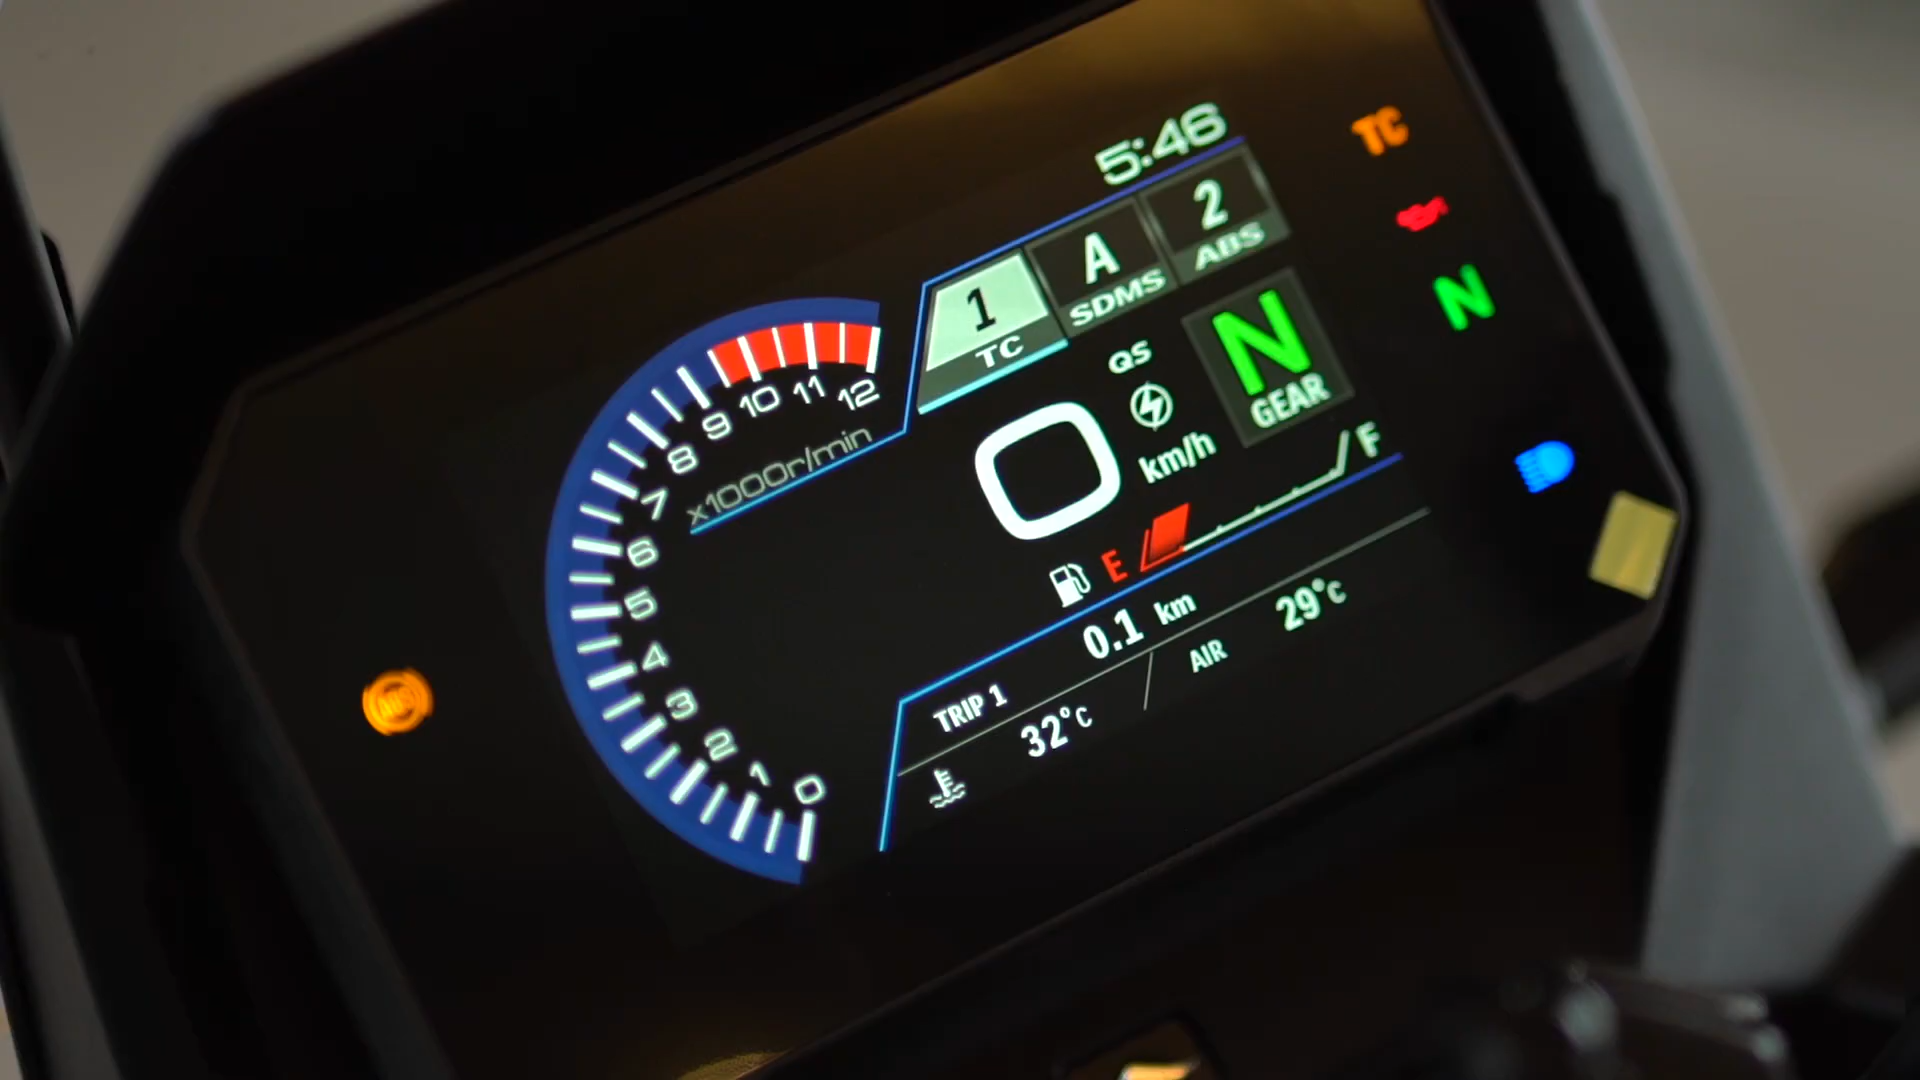 5:46
TC
1
TC
A
SDMS
2
ABS
N
N
GEAR
QS
0
km/h
12
11
10
9
8
7
6
5
4
3
2
1
0
x1000r/min
E
F
TRIP 1
0.1 km
32°C
AIR
29°C
ABS